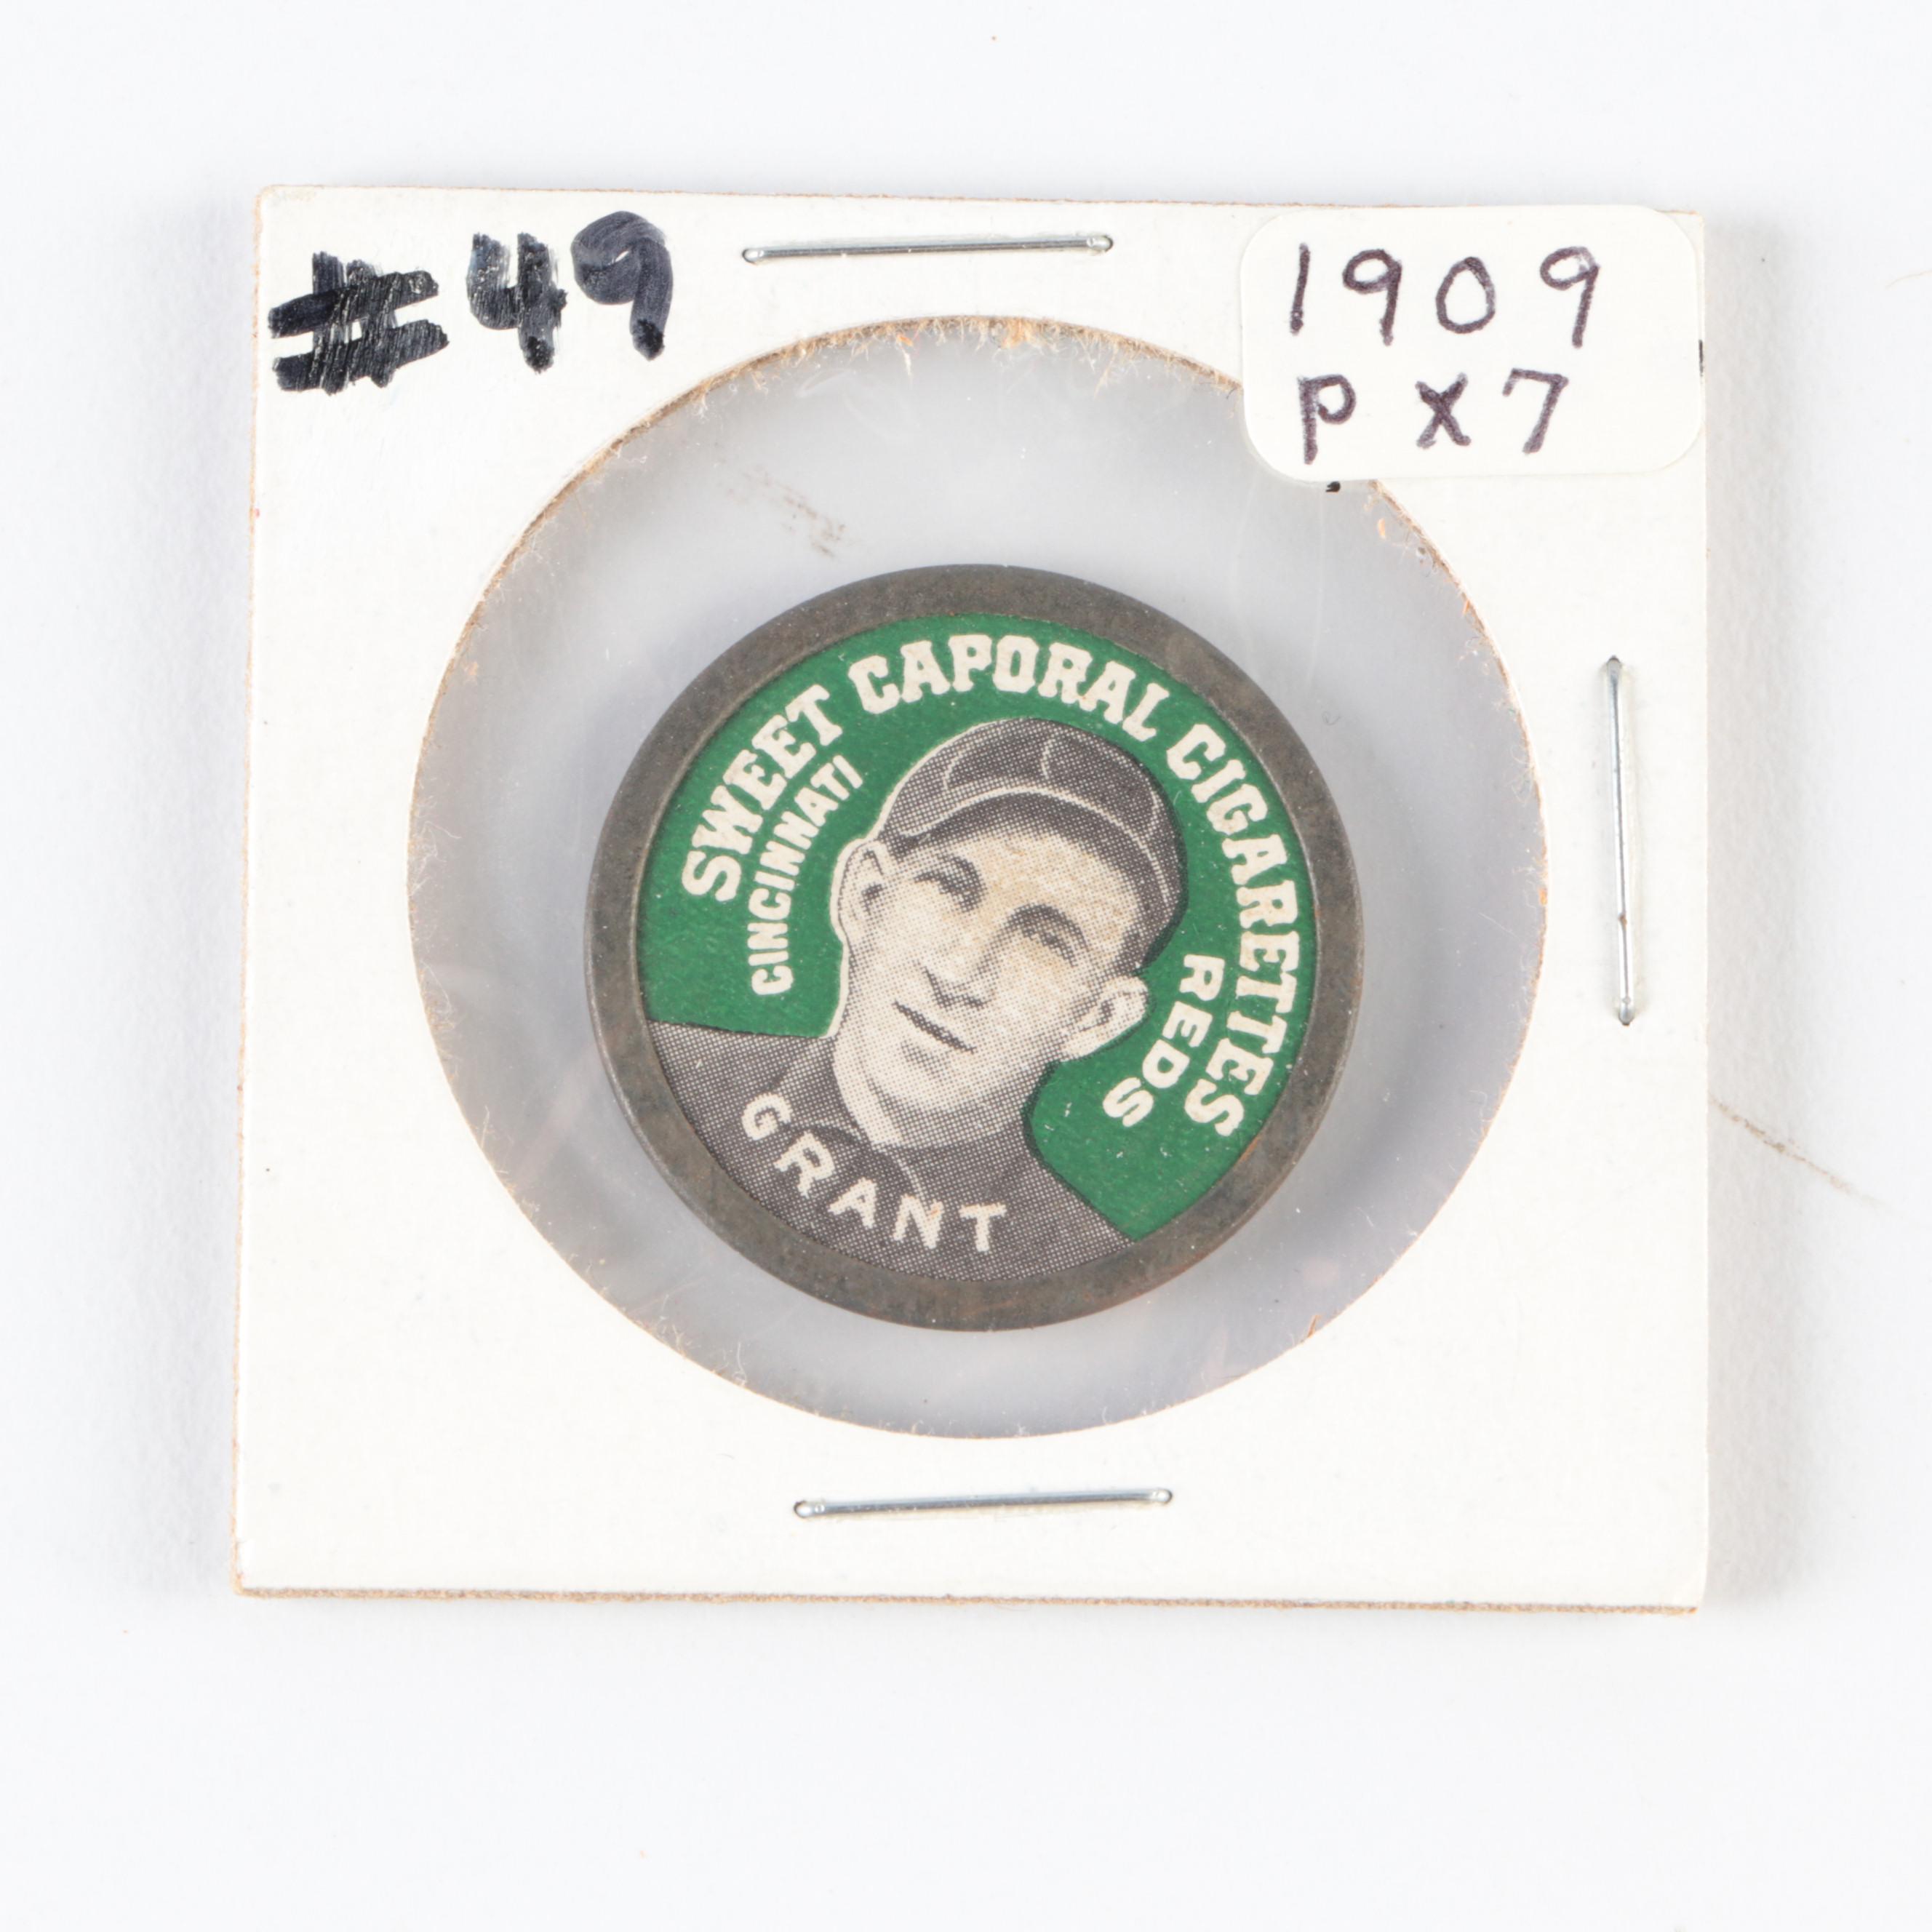 #49
1909
PX7
SWEET CAPORAL CIGARETTES
CINCINNATI
REDS
GRANT